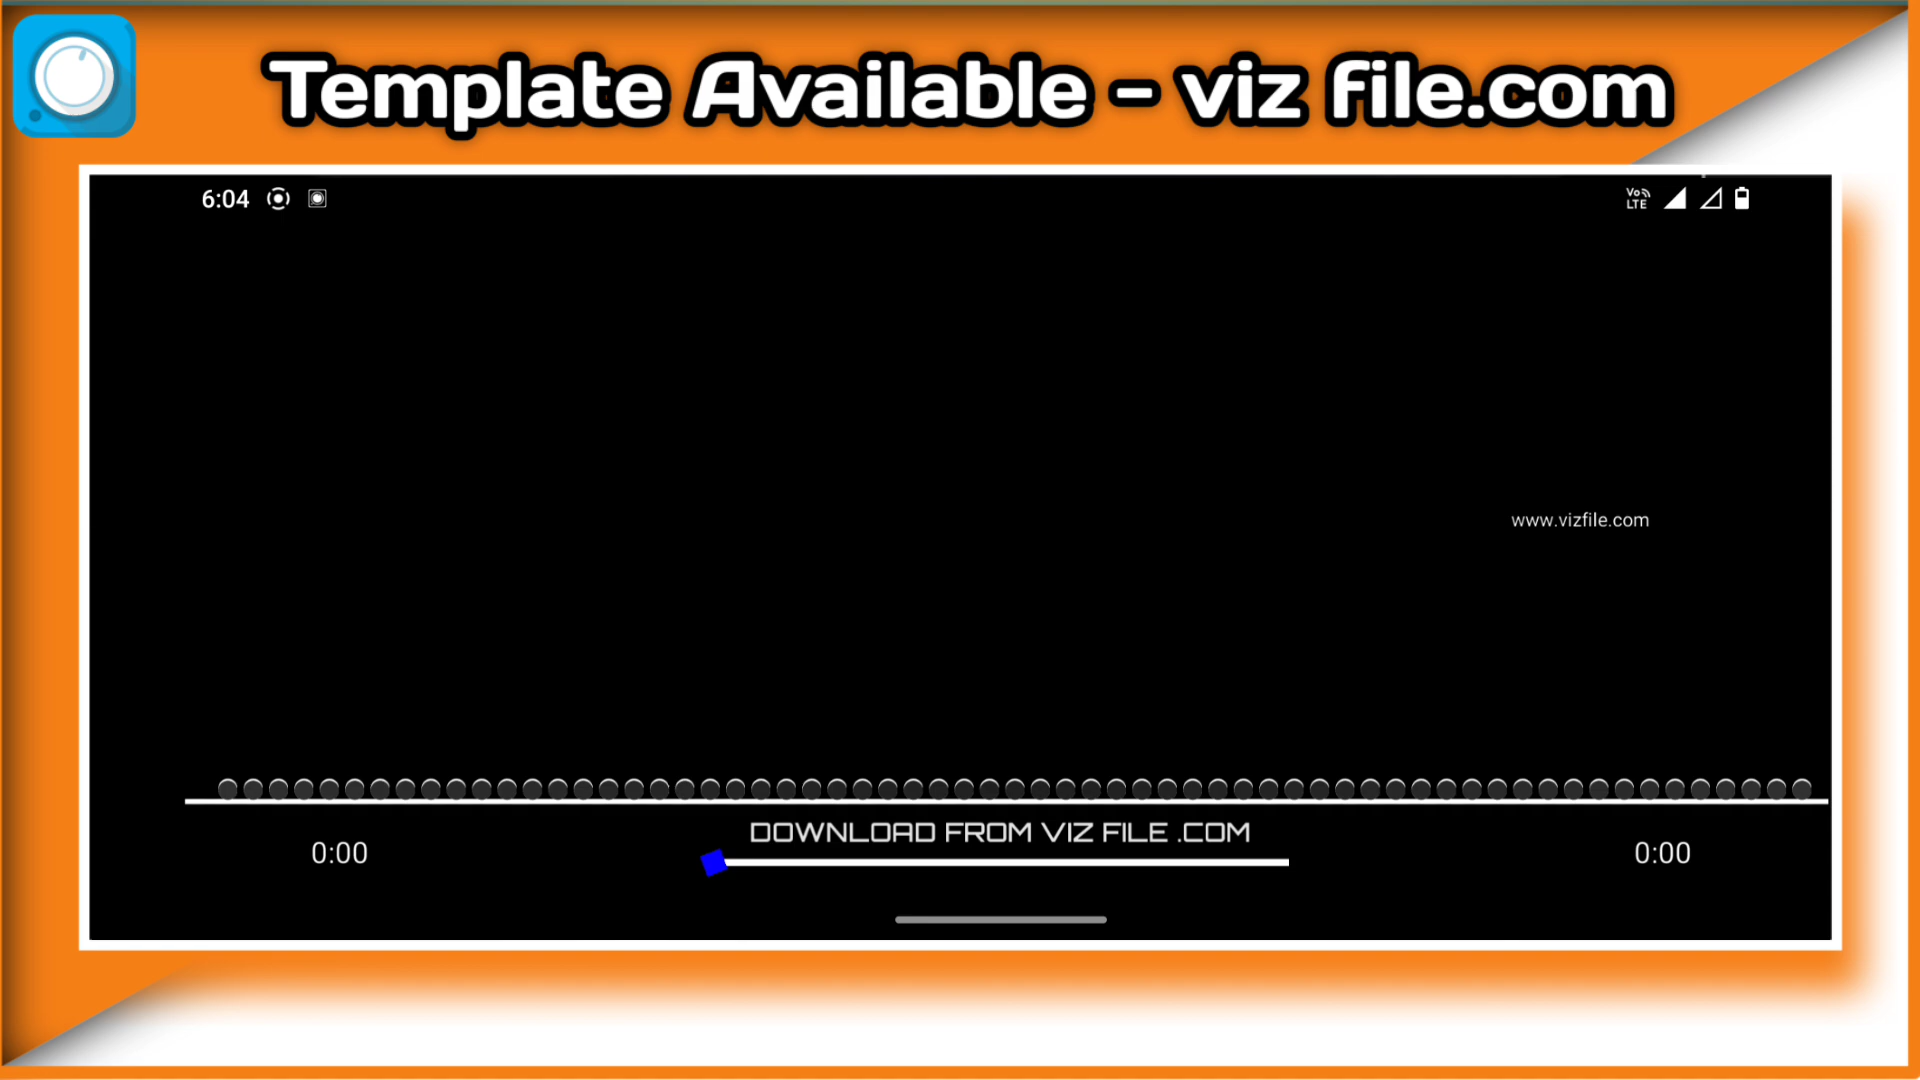 Template Available - viz file.com
6:04
Vo
LTE
www.vizfile.com
DOWNLOAD FROM VIZ FILE .COM
0:00
0:00